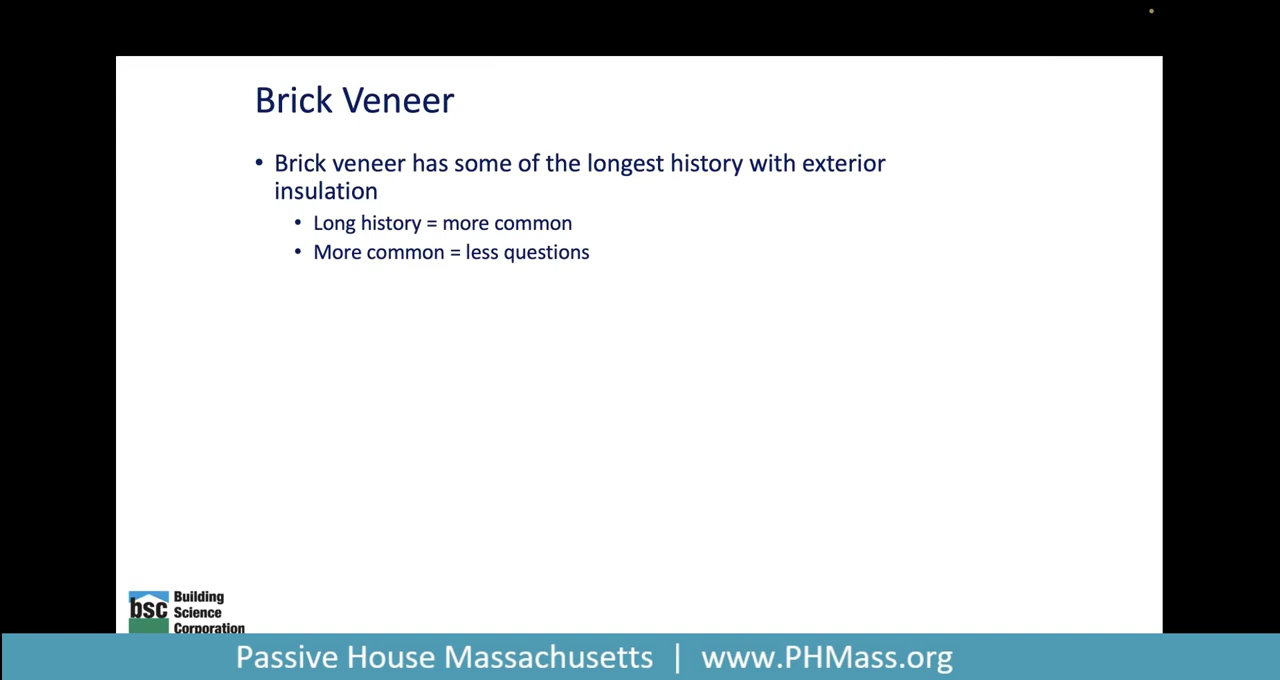 Brick Veneer
• Brick veneer has some of the longest history with exterior
insulation
• Long history = more common
• More common = less questions
bsc Building
Science
Corporation
Passive House Massachusetts | www.PHMass.org